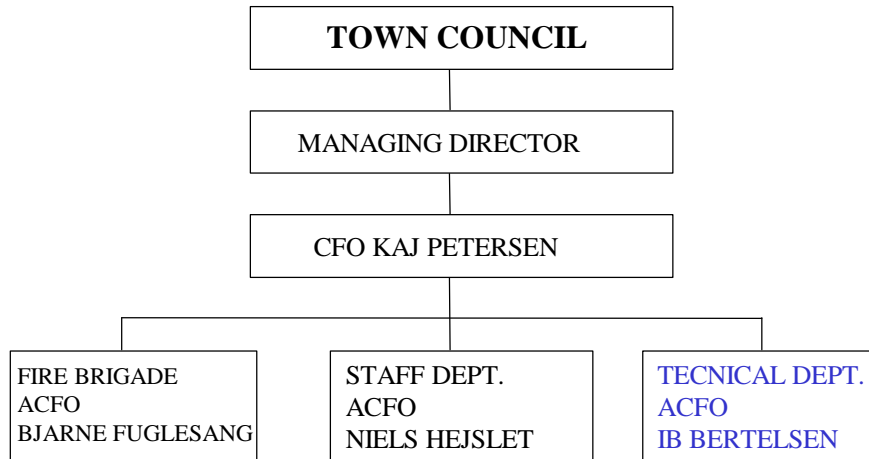 TOWN COUNCIL
MANAGING DIRECTOR
CFO KAJ PETERSEN
FIRE BRIGADE
ACFO
BJARNE FUGLESANG
STAFF DEPT.
ACFO
NIELS HEJSLET
TECNICAL DEPT.
ACFO
IB BERTELSEN